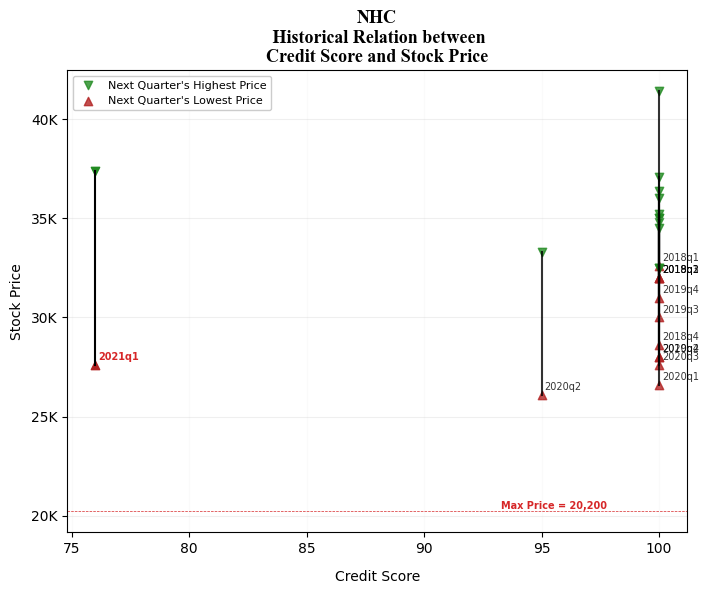 NHC
Historical Relation between
Credit Score and Stock Price
Next Quarter's Highest Price
Next Quarter's Lowest Price
40K
35K
30K
25K
20K
Stock Price
2018q1
2019q4
2019q3
2018q4
2020q3
2020q1
2021q1
2020q2
Max Price = 20,200
75
80
85
90
95
100
Credit Score